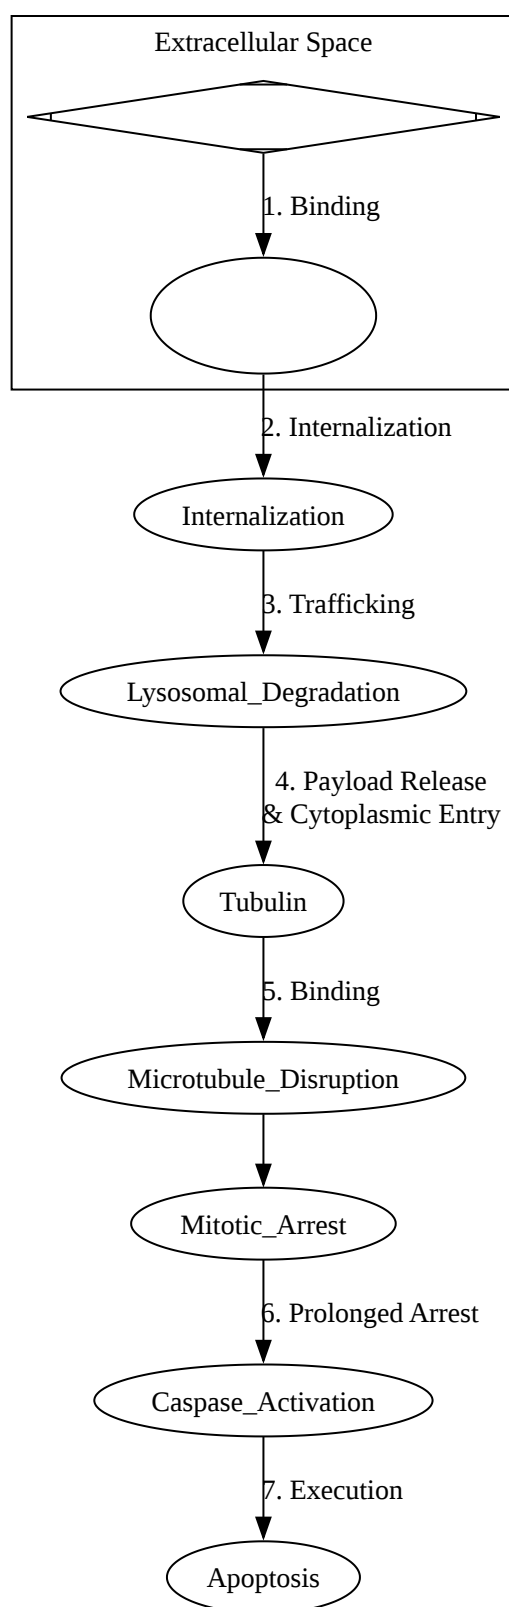 Extracellular Space
1. Binding
2. Internalization
Internalization
3. Trafficking
Lysosomal_Degradation
4. Payload Release
& Cytoplasmic Entry
Tubulin
5. Binding
Microtubule_Disruption
Mitotic_Arrest
6. Prolonged Arrest
Caspase_Activation
7. Execution
Apoptosis